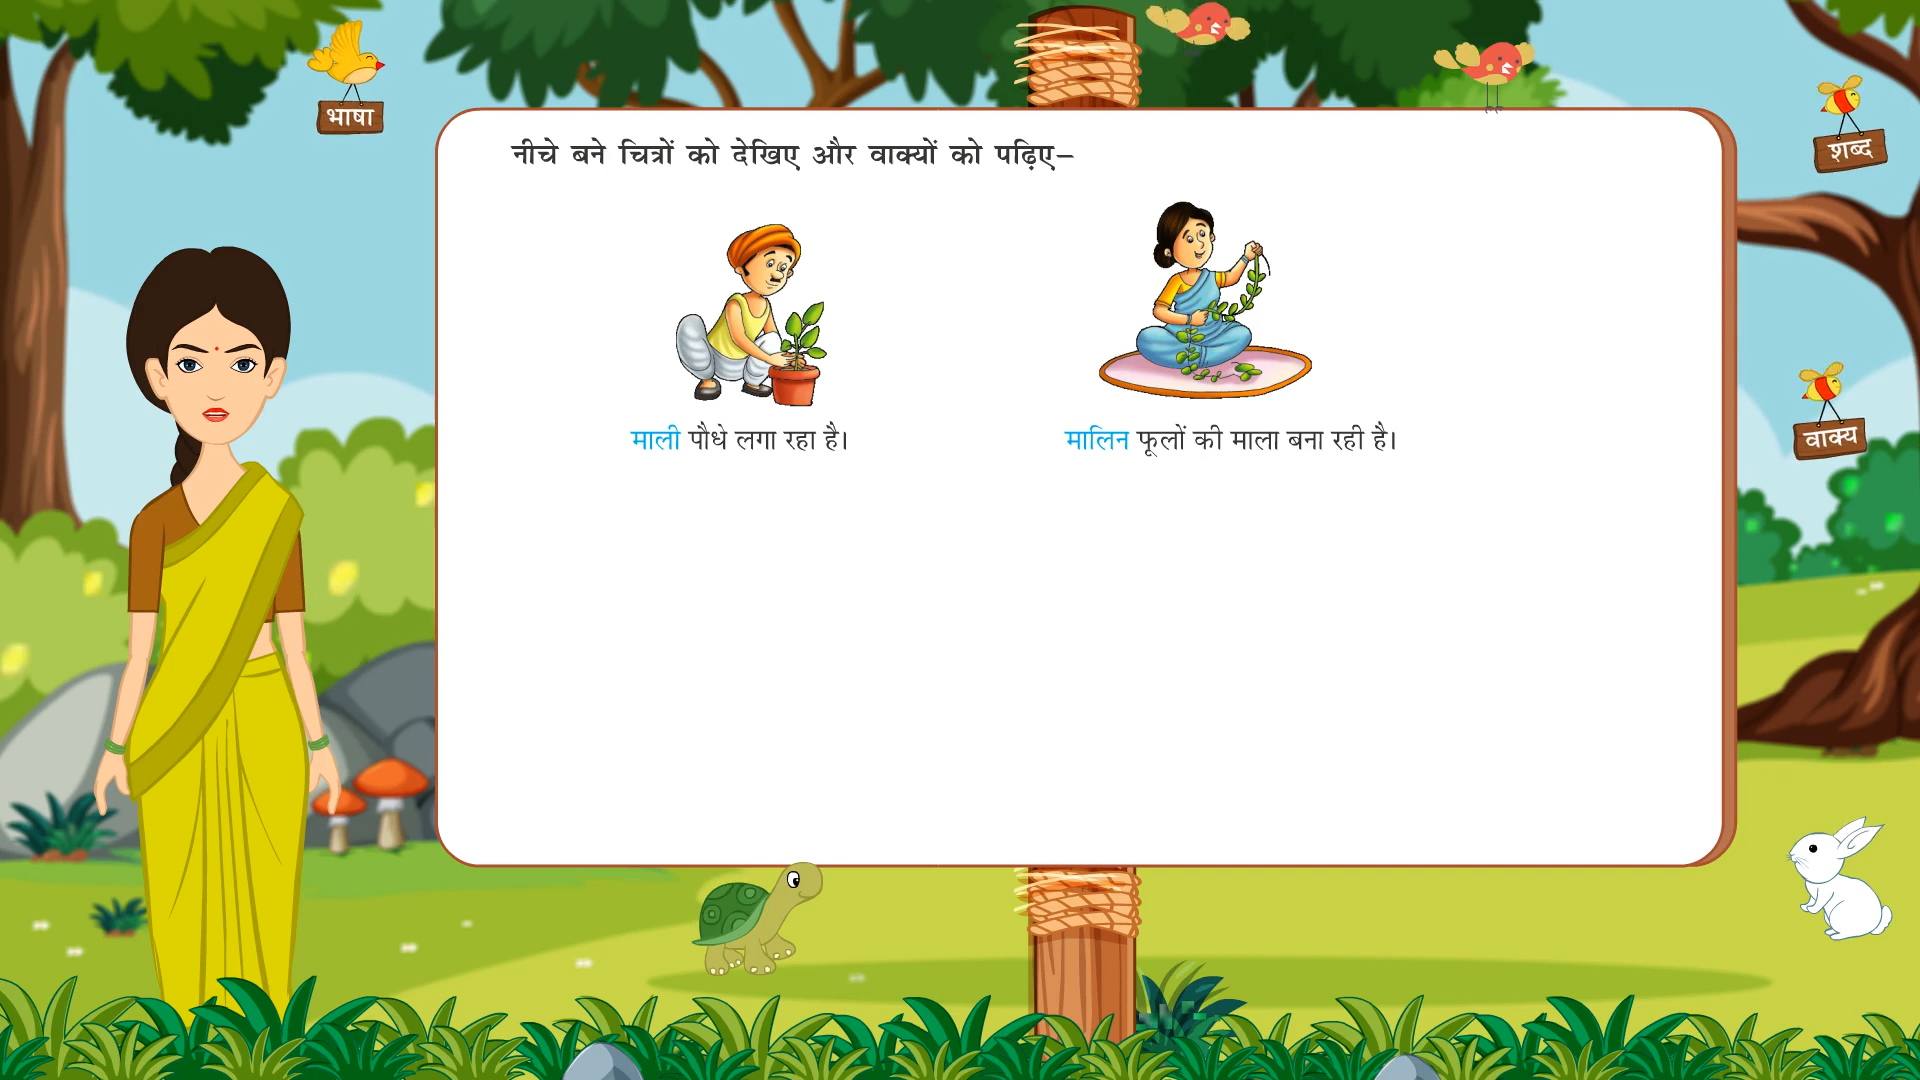 भाषा
शब्द
वाक्य
नीचे बने चित्रों को देखिए और वाक्यों को पढ़िए–
माली पौधे लगा रहा है।
मालिन फूलों की माला बना रही है।